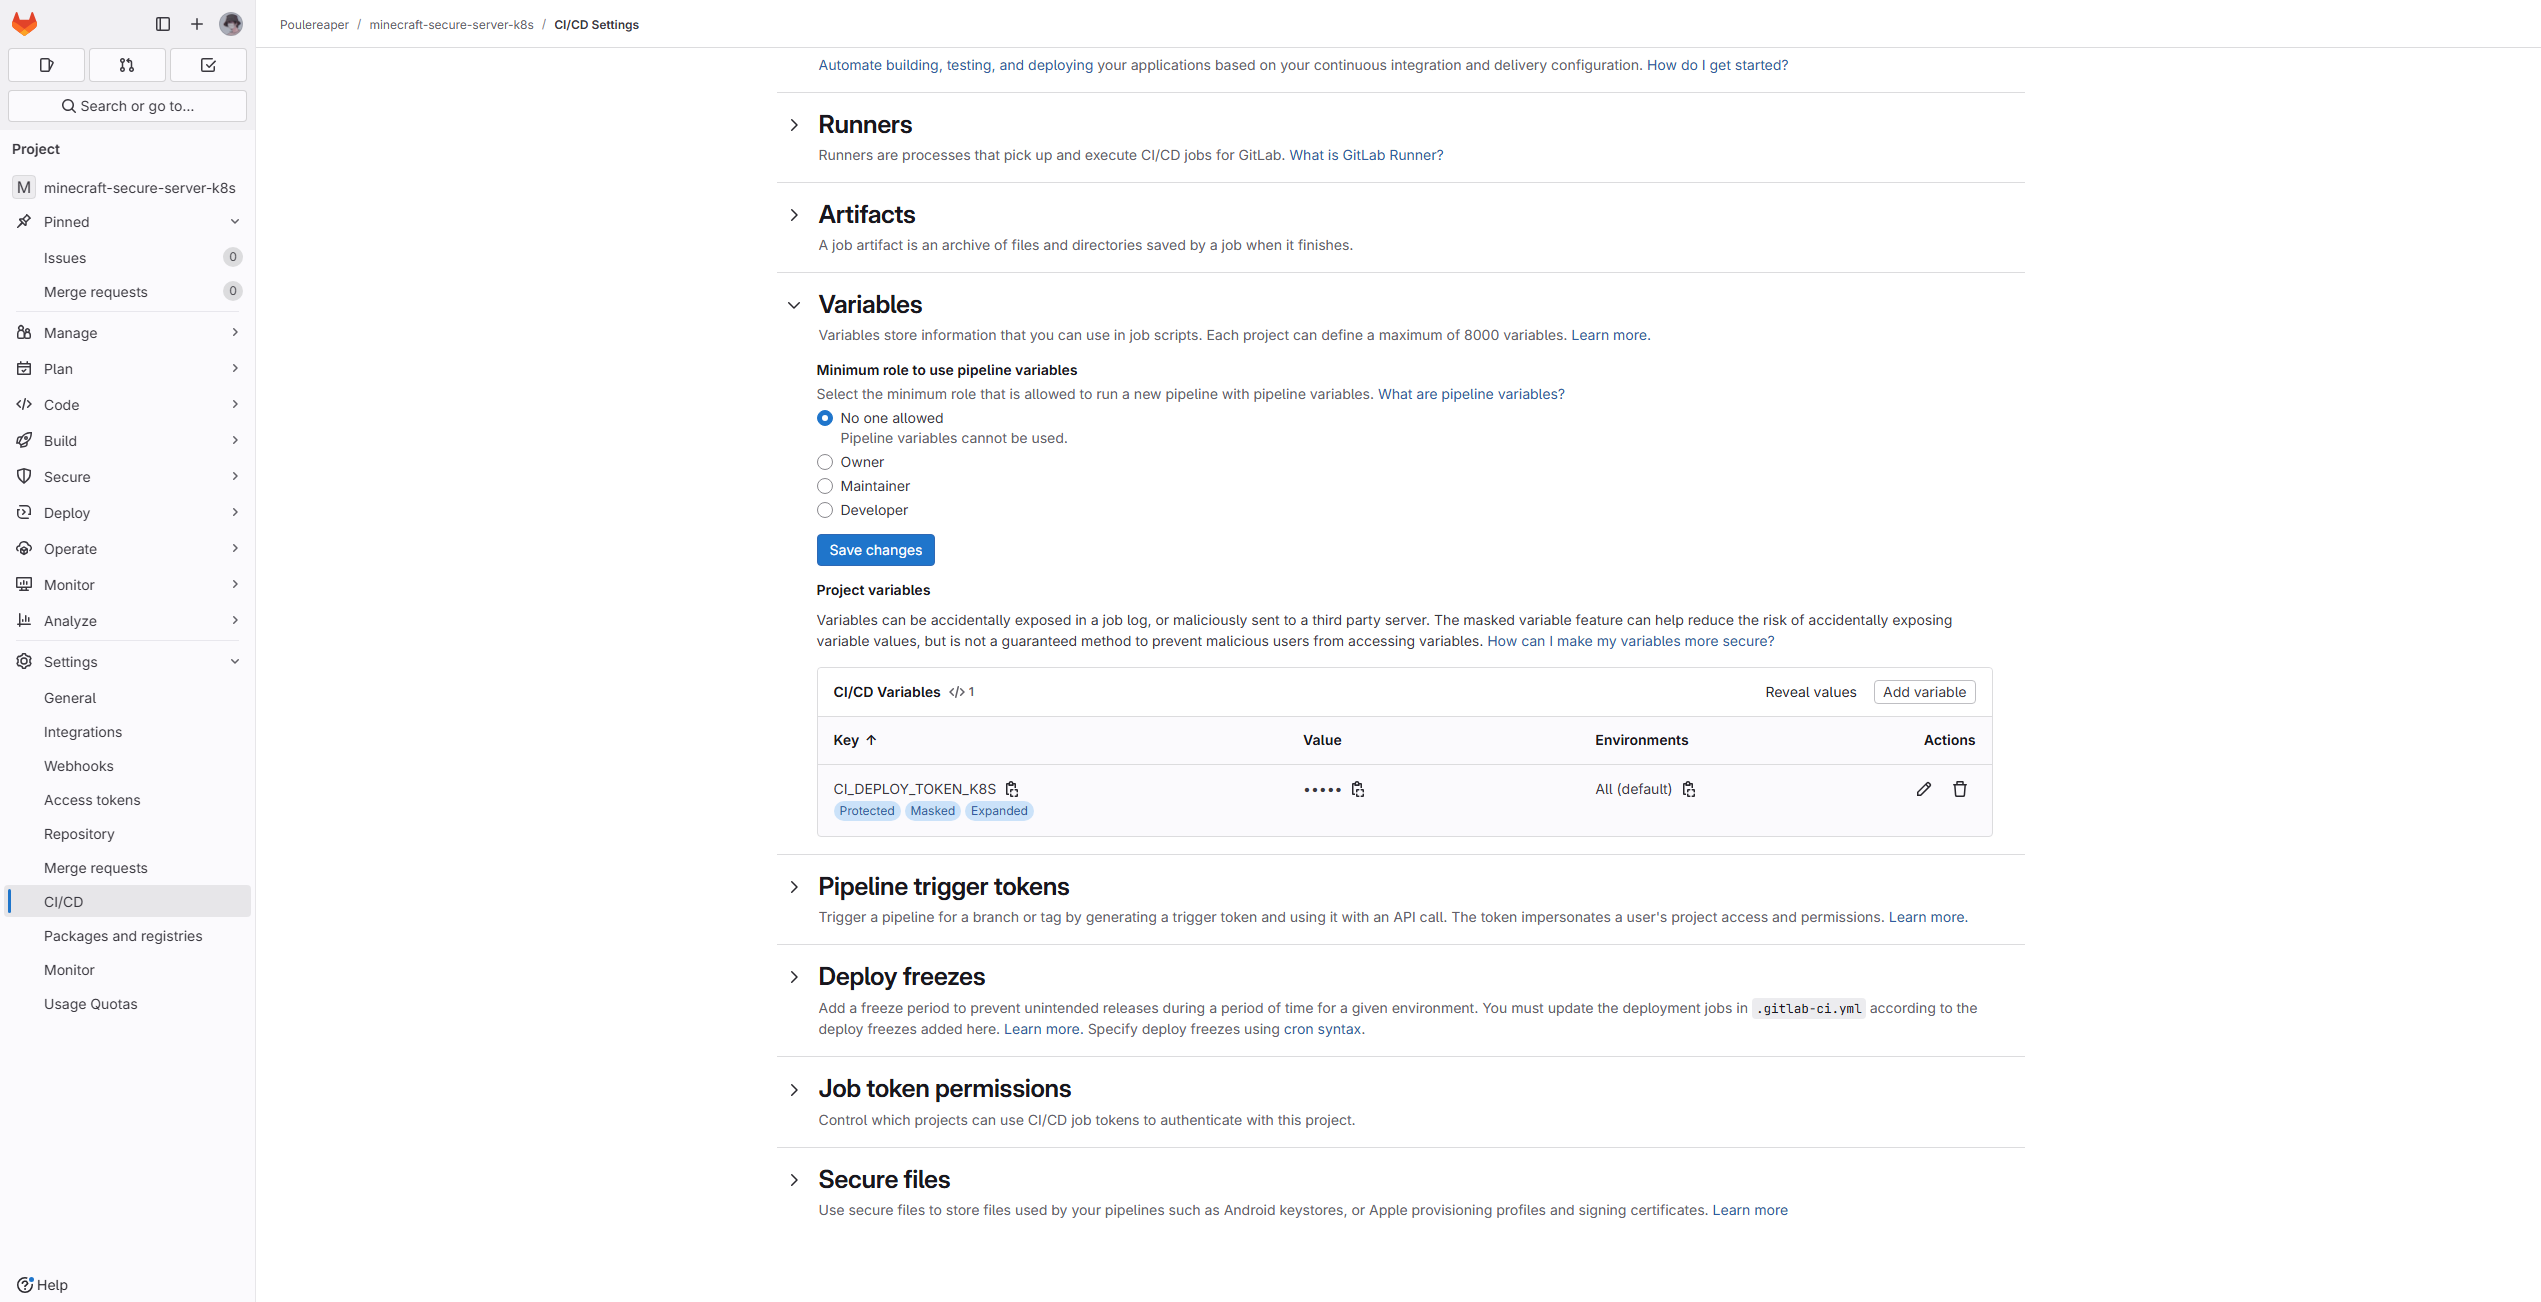 Search or go to...
Project
M minecraft-secure-server-k8s
Pinned
Issues 0
Merge requests 0
Manage
Plan
Code
Build
Secure
Deploy
Operate
Monitor
Analyze
Settings
General
Integrations
Webhooks
Access tokens
Repository
Merge requests
CI/CD
Packages and registries
Monitor
Usage Quotas
Help
Poulereaper / minecraft-secure-server-k8s / CI/CD Settings
Automate building, testing, and deploying your applications based on your continuous integration and delivery configuration. How do I get started?
Runners
Runners are processes that pick up and execute CI/CD jobs for GitLab. What is GitLab Runner?
Artifacts
A job artifact is an archive of files and directories saved by a job when it finishes.
Variables
Variables store information that you can use in job scripts. Each project can define a maximum of 8000 variables. Learn more.
Minimum role to use pipeline variables
Select the minimum role that is allowed to run a new pipeline with pipeline variables. What are pipeline variables?
No one allowed
Pipeline variables cannot be used.
Owner
Maintainer
Developer
Save changes
Project variables
Variables can be accidentally exposed in a job log, or maliciously sent to a third party server. The masked variable feature can help reduce the risk of accidentally exposing
variable values, but is not a guaranteed method to prevent malicious users from accessing variables. How can I make my variables more secure?
CI/CD Variables </> 1 Reveal values Add variable
Key ↑ Value Environments Actions
CI_DEPLOY_TOKEN_K8S ••••• All (default)
Protected Masked Expanded
Pipeline trigger tokens
Trigger a pipeline for a branch or tag by generating a trigger token and using it with an API call. The token impersonates a user's project access and permissions. Learn more.
Deploy freezes
Add a freeze period to prevent unintended releases during a period of time for a given environment. You must update the deployment jobs in .gitlab-ci.yml according to the
deploy freezes added here. Learn more. Specify deploy freezes using cron syntax.
Job token permissions
Control which projects can use CI/CD job tokens to authenticate with this project.
Secure files
Use secure files to store files used by your pipelines such as Android keystores, or Apple provisioning profiles and signing certificates. Learn more